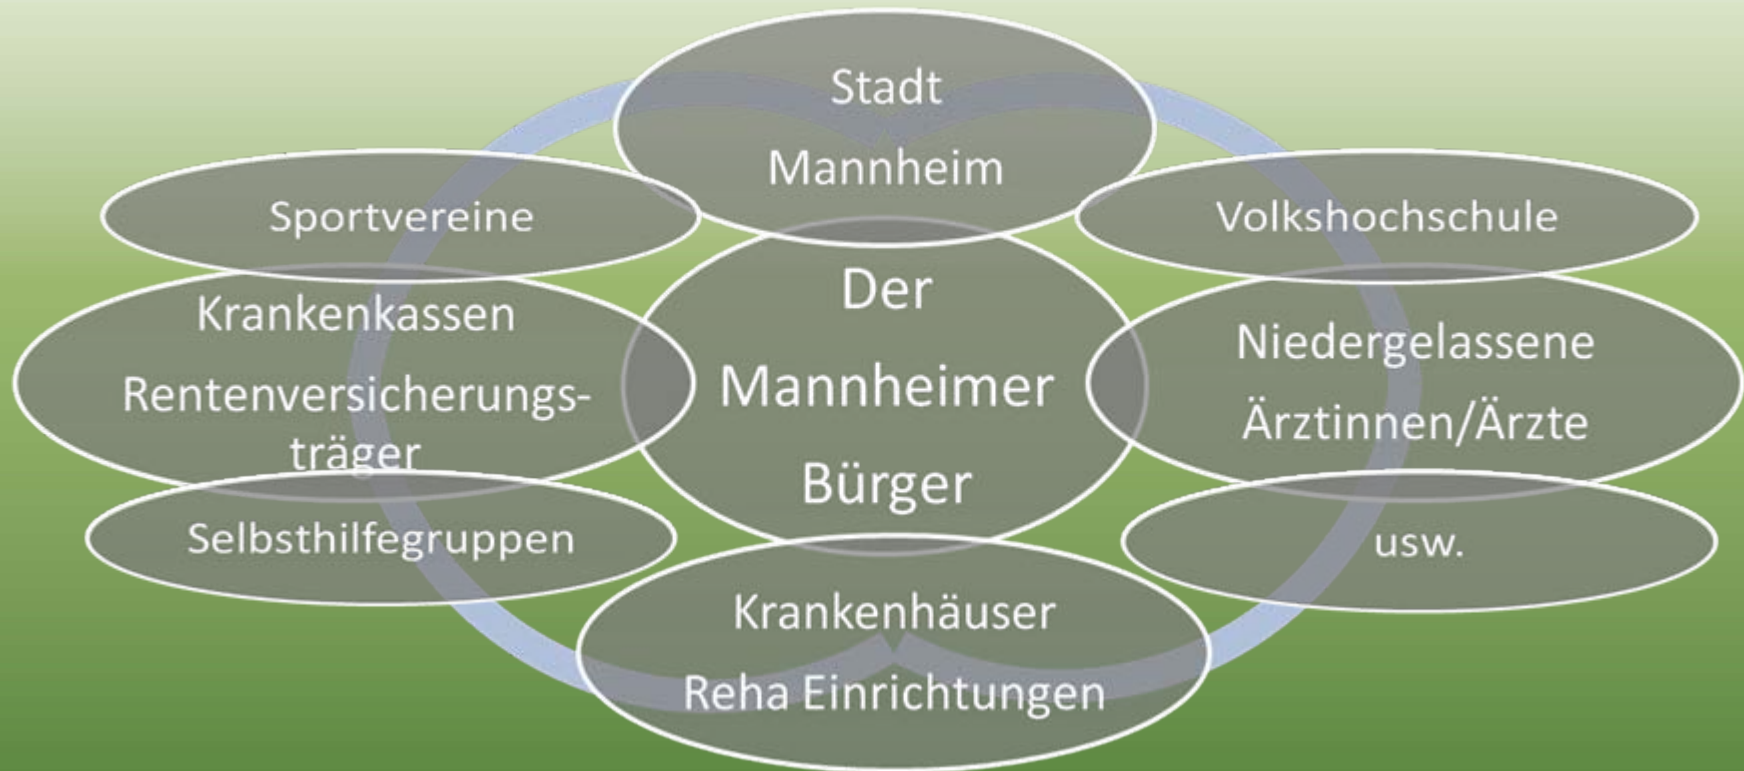 Stadt
Mannheim
Sportvereine
Volkshochschule
Krankenkassen
Rentenversicherungs-
träger
Der
Mannheimer
Bürger
Niedergelassene
Ärztinnen/Ärzte
Selbsthilfegruppen
usw.
Krankenhäuser
Reha Einrichtungen